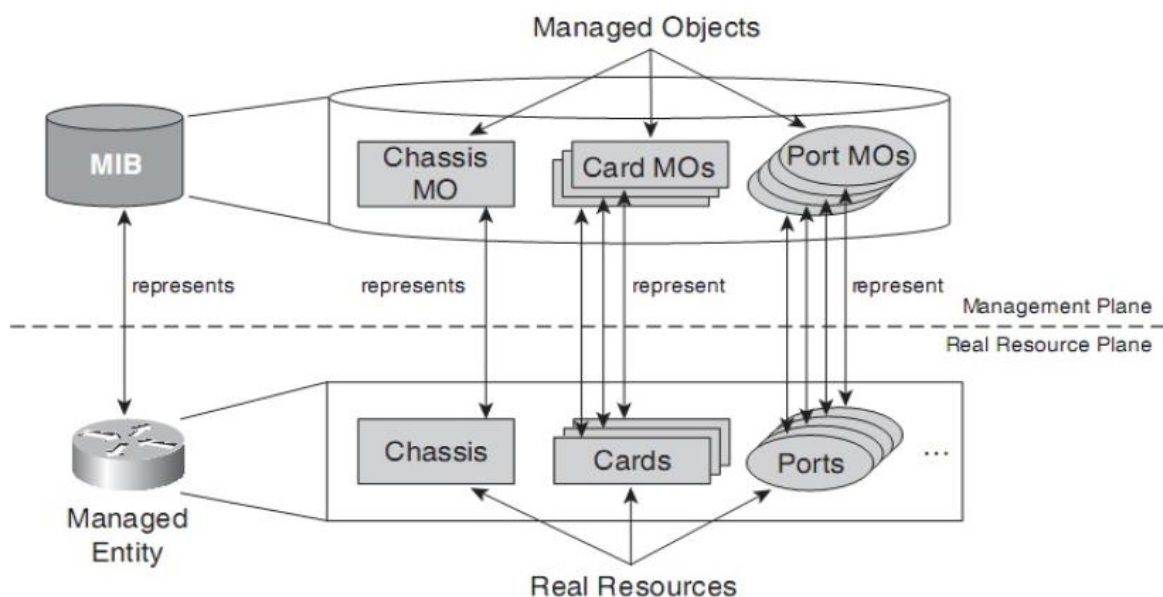 Managed Objects
MIB
Chassis
MO
Card MOs
Port MOs
represents
represents
represent
represent
Management Plane
Real Resource Plane
Chassis
Cards
Ports
...
Managed
Entity
Real Resources